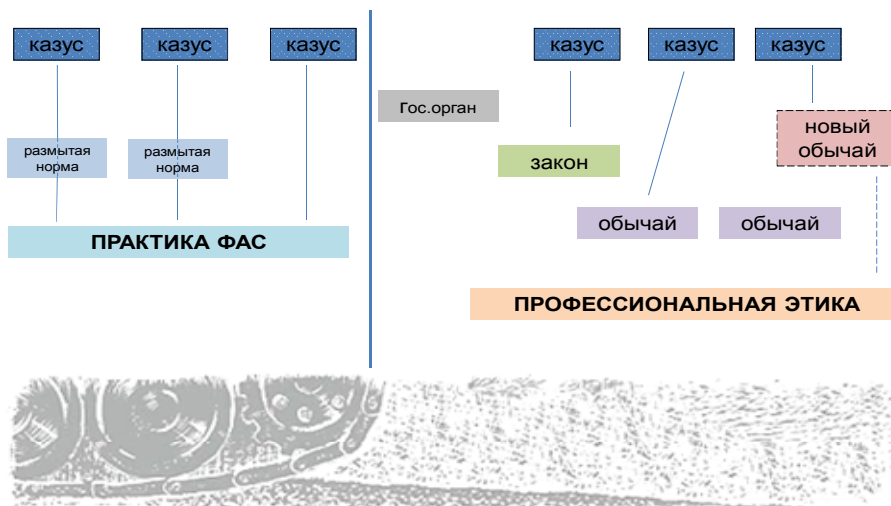 казус
казус
казус
размытая
норма
размытая
норма
ПРАКТИКА ФАС
казус
казус
казус
Гос.орган
закон
новый
обычай
обычай
обычай
ПРОФЕССИОНАЛЬНАЯ ЭТИКА